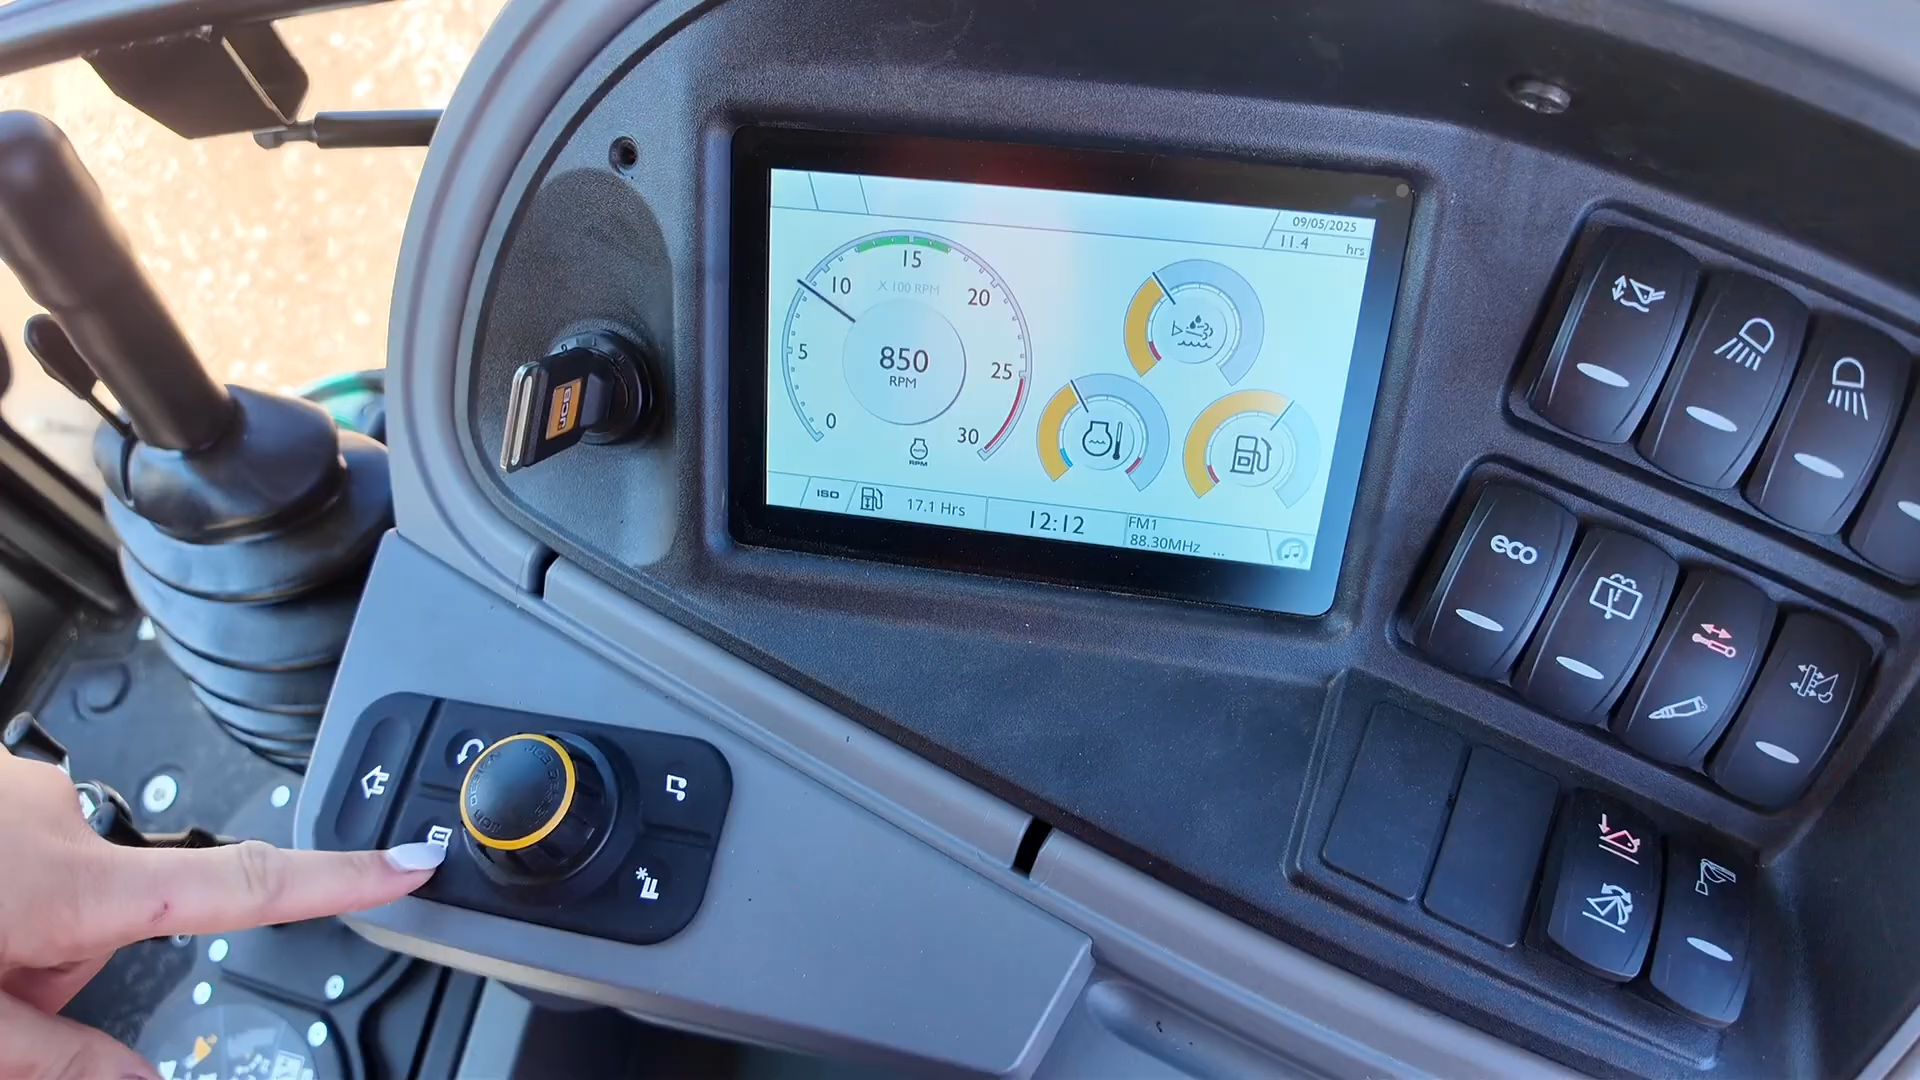 09/05/2025
11.4 hrs
15
10
X 100 RPM
20
5
850
RPM
25
0
30
RPM
ISO
17.1 Hrs
12:12
FM1
88.30MHz ...
JCB
eco
DESIGN
F*